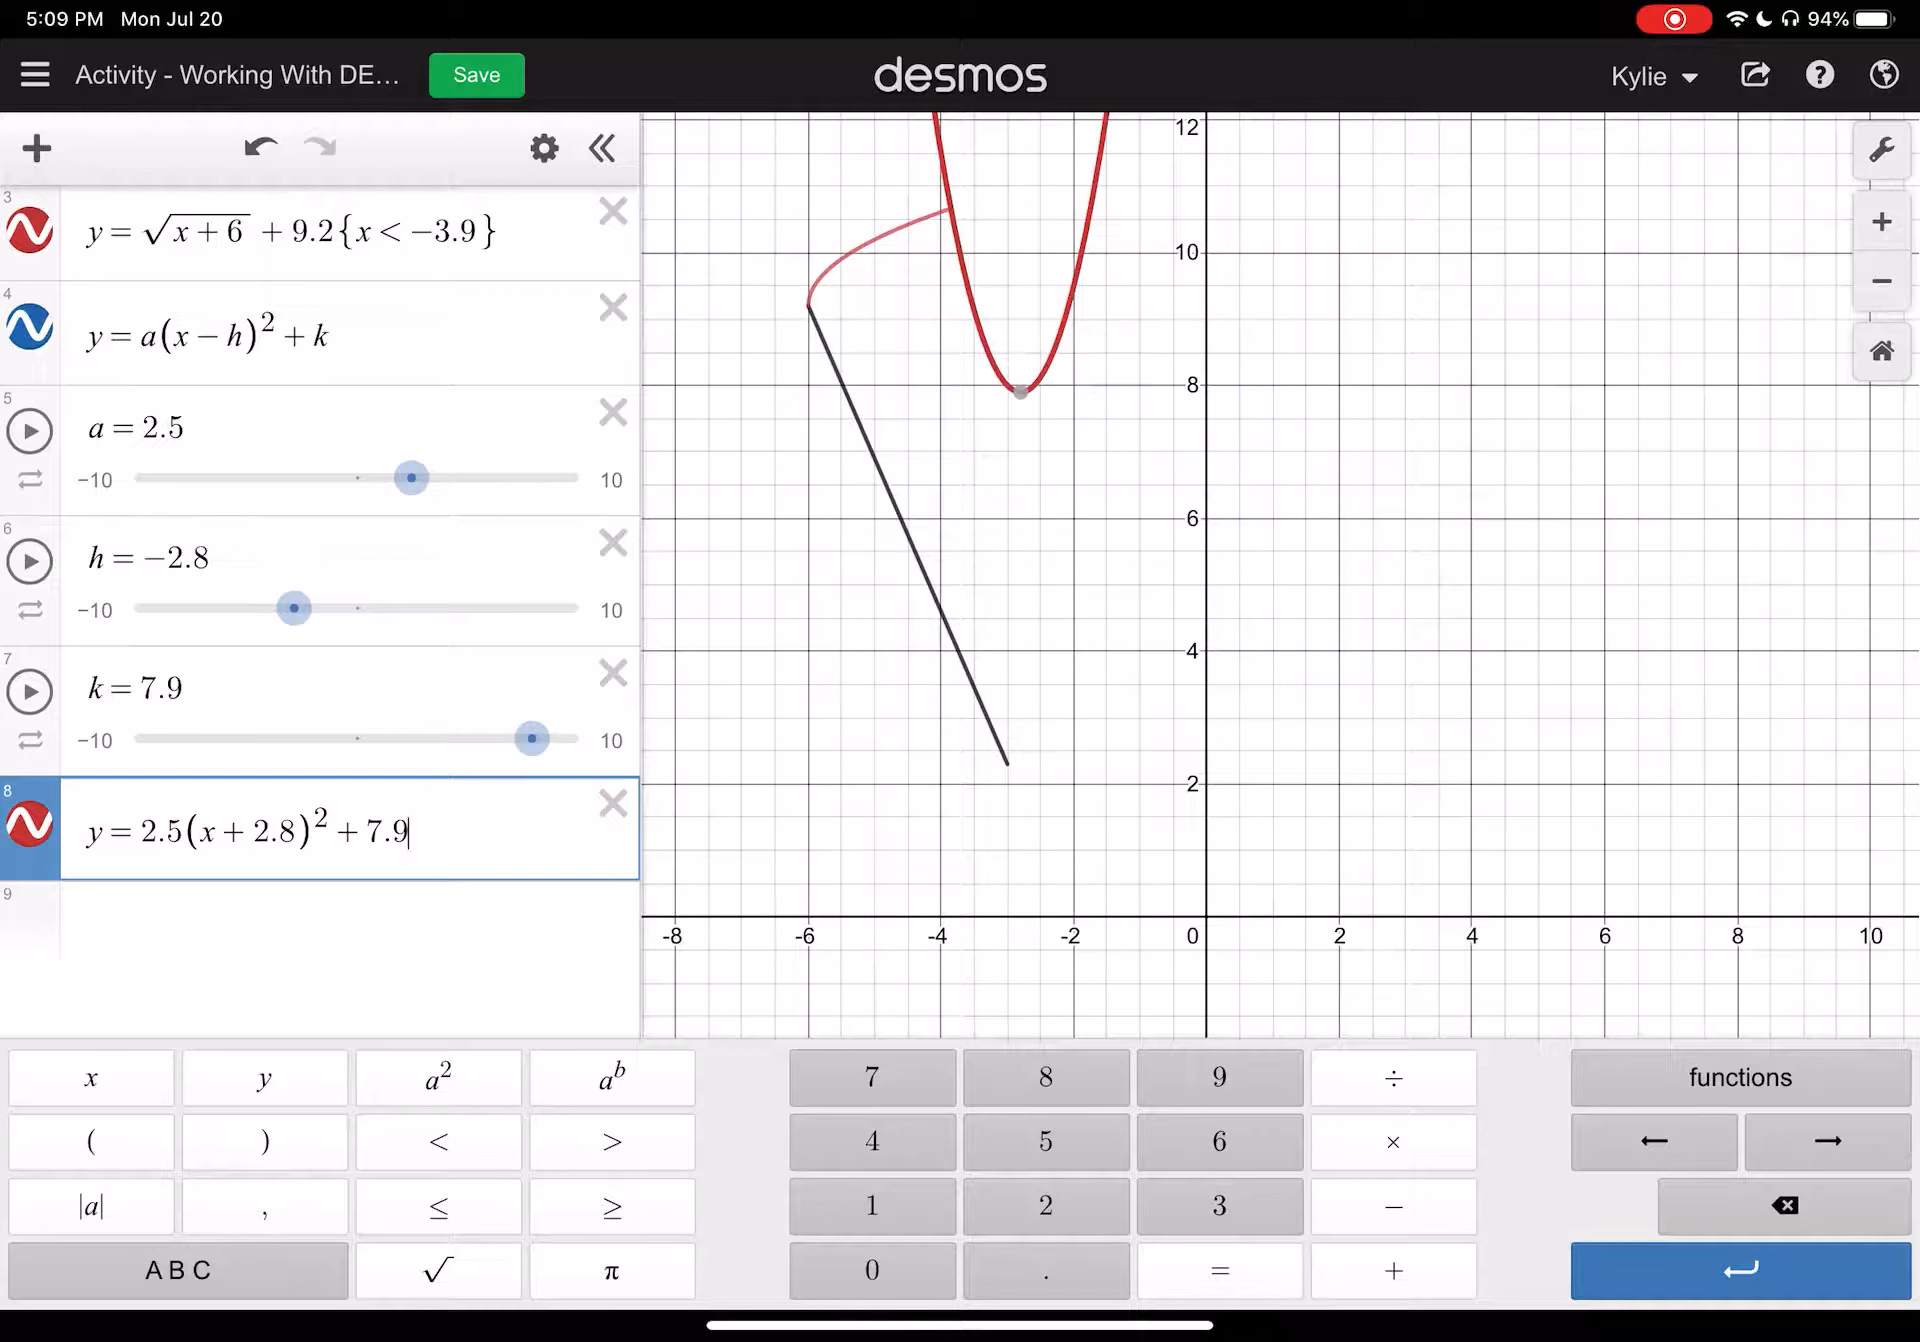 5:09 PM Mon Jul 20
94%
Activity - Working With DE...
Save
desmos
Kylie
3
y = √x+6 + 9.2{x < −3.9}
4
y = a(x − h)² + k
5
a = 2.5
−10
10
6
h = −2.8
−10
10
7
k = 7.9
−10
10
8
y = 2.5(x + 2.8)² + 7.9
9
12
10
8
6
4
2
-8 -6 -4 -2 0 2 4 6 8 10
x y a² aᵇ 7 8 9 ÷ functions
( ) < > 4 5 6 × ← →
|a| , ≤ ≥ 1 2 3 −
A B C √ π 0 . = +